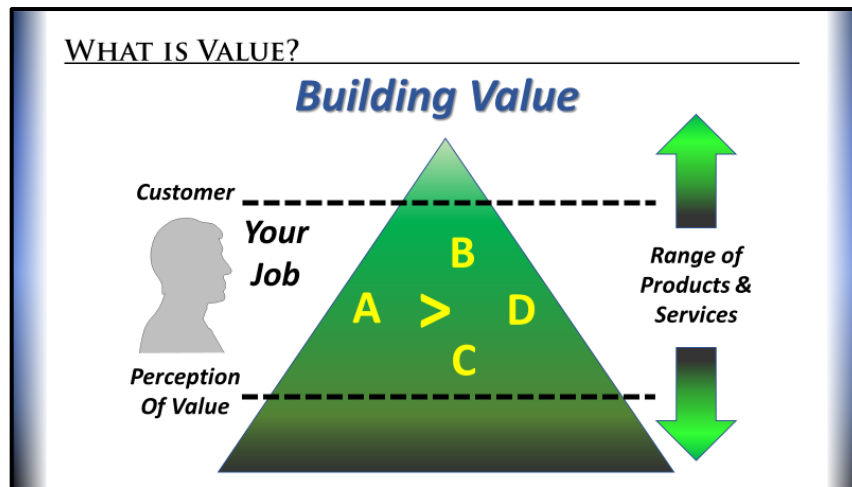 WHAT IS VALUE?
Building Value
Customer
Your
Job
B
A > D
C
Perception
Of Value
Range of
Products &
Services